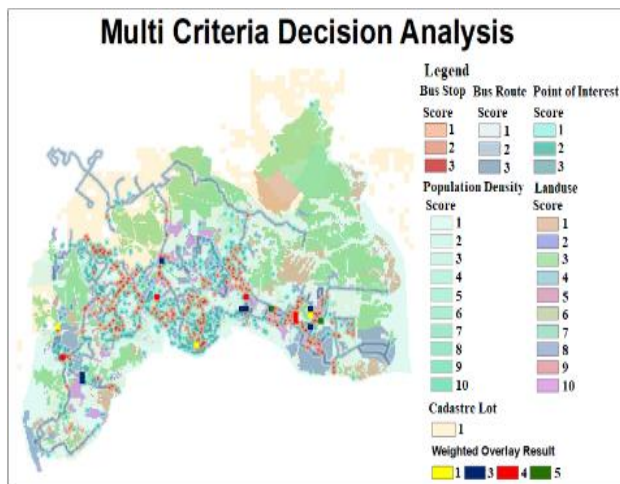 Multi Criteria Decision Analysis
Legend
Bus Stop Bus Route Point of Interest
Score Score Score
1 1 1
2 2 2
3 3 3
Population Density Landuse
Score Score
1 1
2 2
3 3
4 4
5 5
6 6
7 7
8 8
9 9
10 10
Cadastre Lot
1
Weighted Overlay Result
1 3 4 5